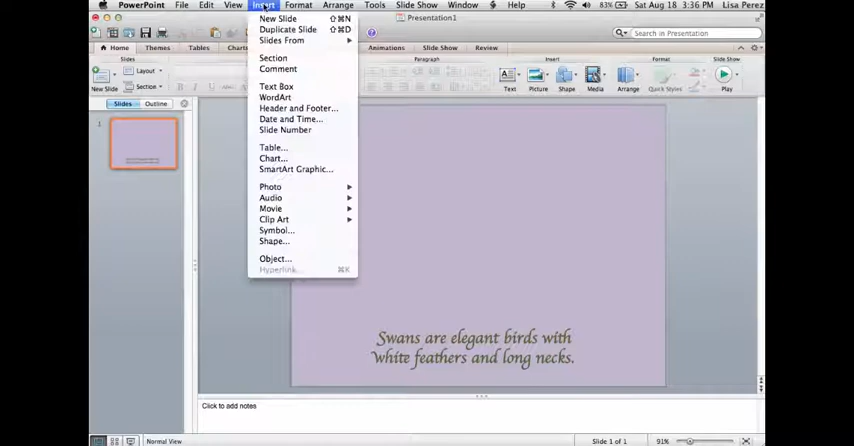 PowerPoint File Edit View Insert Format Arrange Tools Slide Show Window Help 83% Sat Aug 18 3:36 PM Lisa Perez
Presentation1
Search in Presentation
Home Themes Tables Charts Animations Slide Show Review
Slides Paragraph Insert Format Slide Show
New Slide Layout Section Text Picture Shape Media Arrange Quick Styles Play
Slides Outline
New Slide ⇧⌘N
Duplicate Slide ⇧⌘D
Slides From
Section
Comment
Text Box
WordArt
Header and Footer...
Date and Time...
Slide Number
Table...
Chart...
SmartArt Graphic...
Photo
Audio
Movie
Clip Art
Symbol...
Shape...
Object...
Hyperlink... ⌘K
1
Swans are elegant birds with
white feathers and long necks.
Click to add notes
Normal View Slide 1 of 1 91%